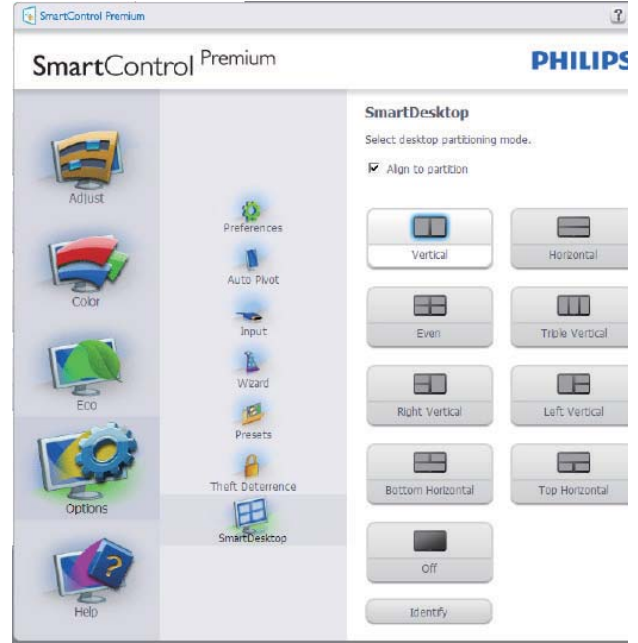 SmartControl Premium
?
SmartControl Premium
PHILIPS
Adjust
Color
Eco
Options
Help
Preferences
Auto Pivot
Input
Wizard
Presets
Theft Deterrence
SmartDesktop
SmartDesktop
Select desktop partitioning mode.
Align to partition
Vertical
Horizontal
Even
Triple Vertical
Right Vertical
Left Vertical
Bottom Horizontal
Top Horizontal
Off
Identify